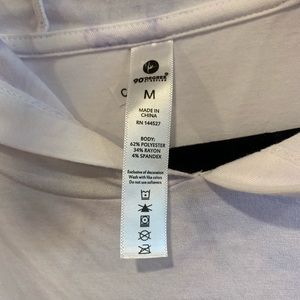 90 DEGREE
M
MADE IN
CHINA
RN 144527
BODY:
62% POLYESTER
34% RAYON
4% SPANDEX
Exclusive of decoration
Wash with like colors
Do not use softeners